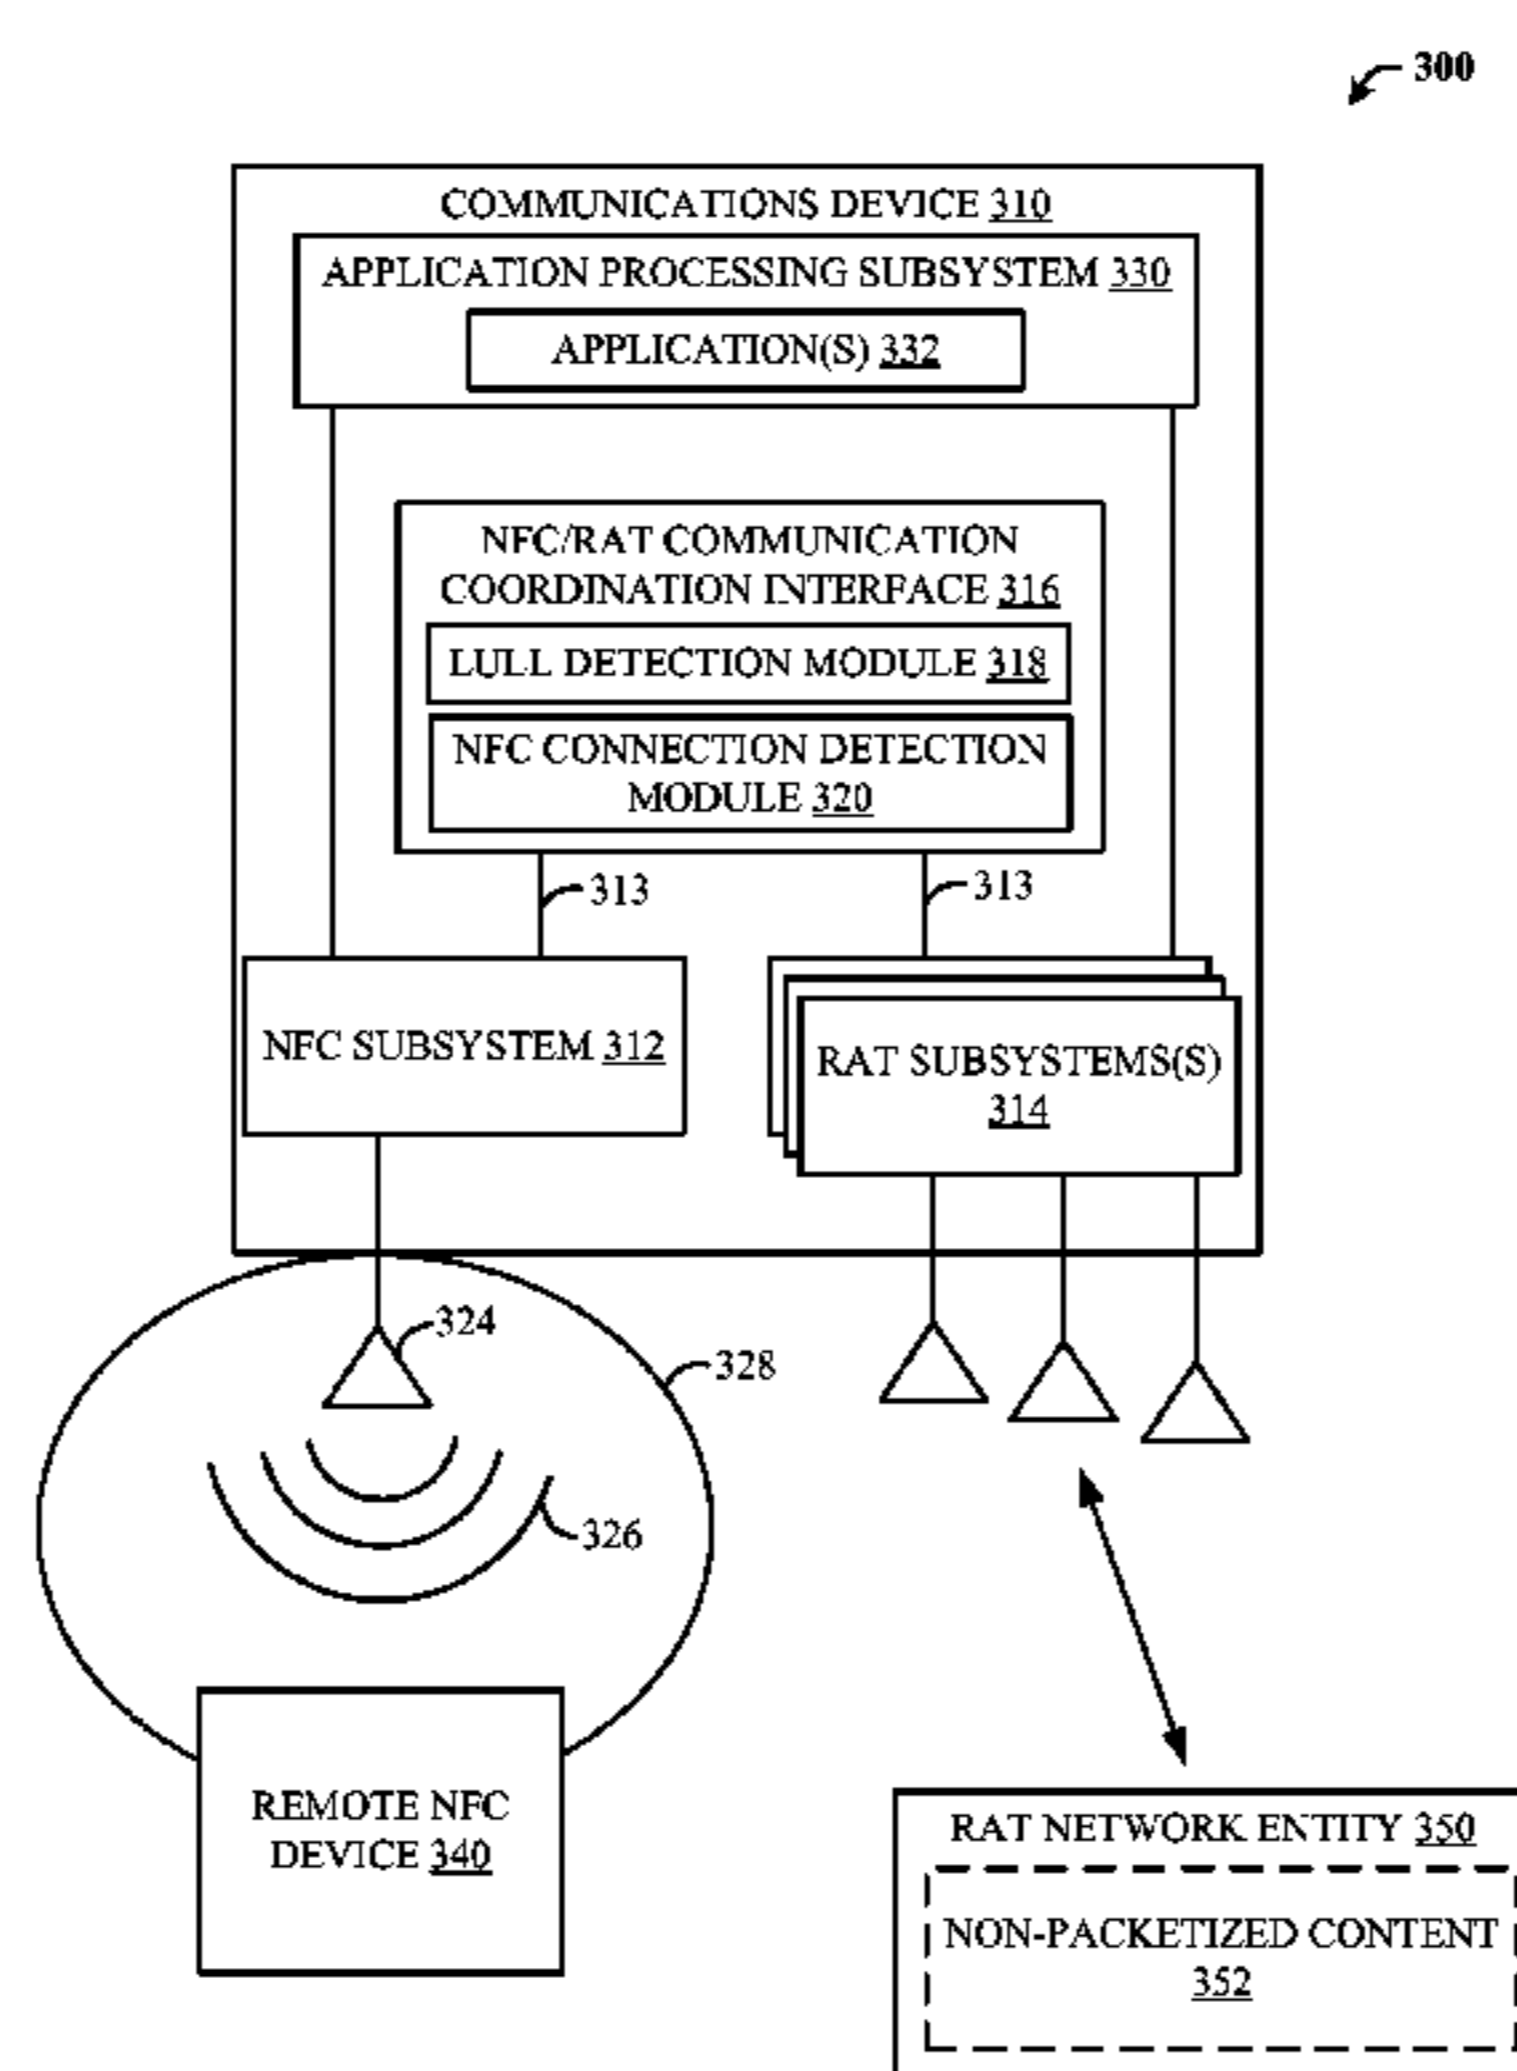 300
COMMUNICATIONS DEVICE 310
APPLICATION PROCESSING SUBSYSTEM 330
APPLICATION(S) 332
NFC/RAT COMMUNICATION
COORDINATION INTERFACE 316
LULL DETECTION MODULE 318
NFC CONNECTION DETECTION
MODULE 320
313
313
NFC SUBSYSTEM 312
RAT SUBSYSTEMS(S)
314
324
328
326
REMOTE NFC
DEVICE 340
RAT NETWORK ENTITY 350
NON-PACKETIZED CONTENT
352